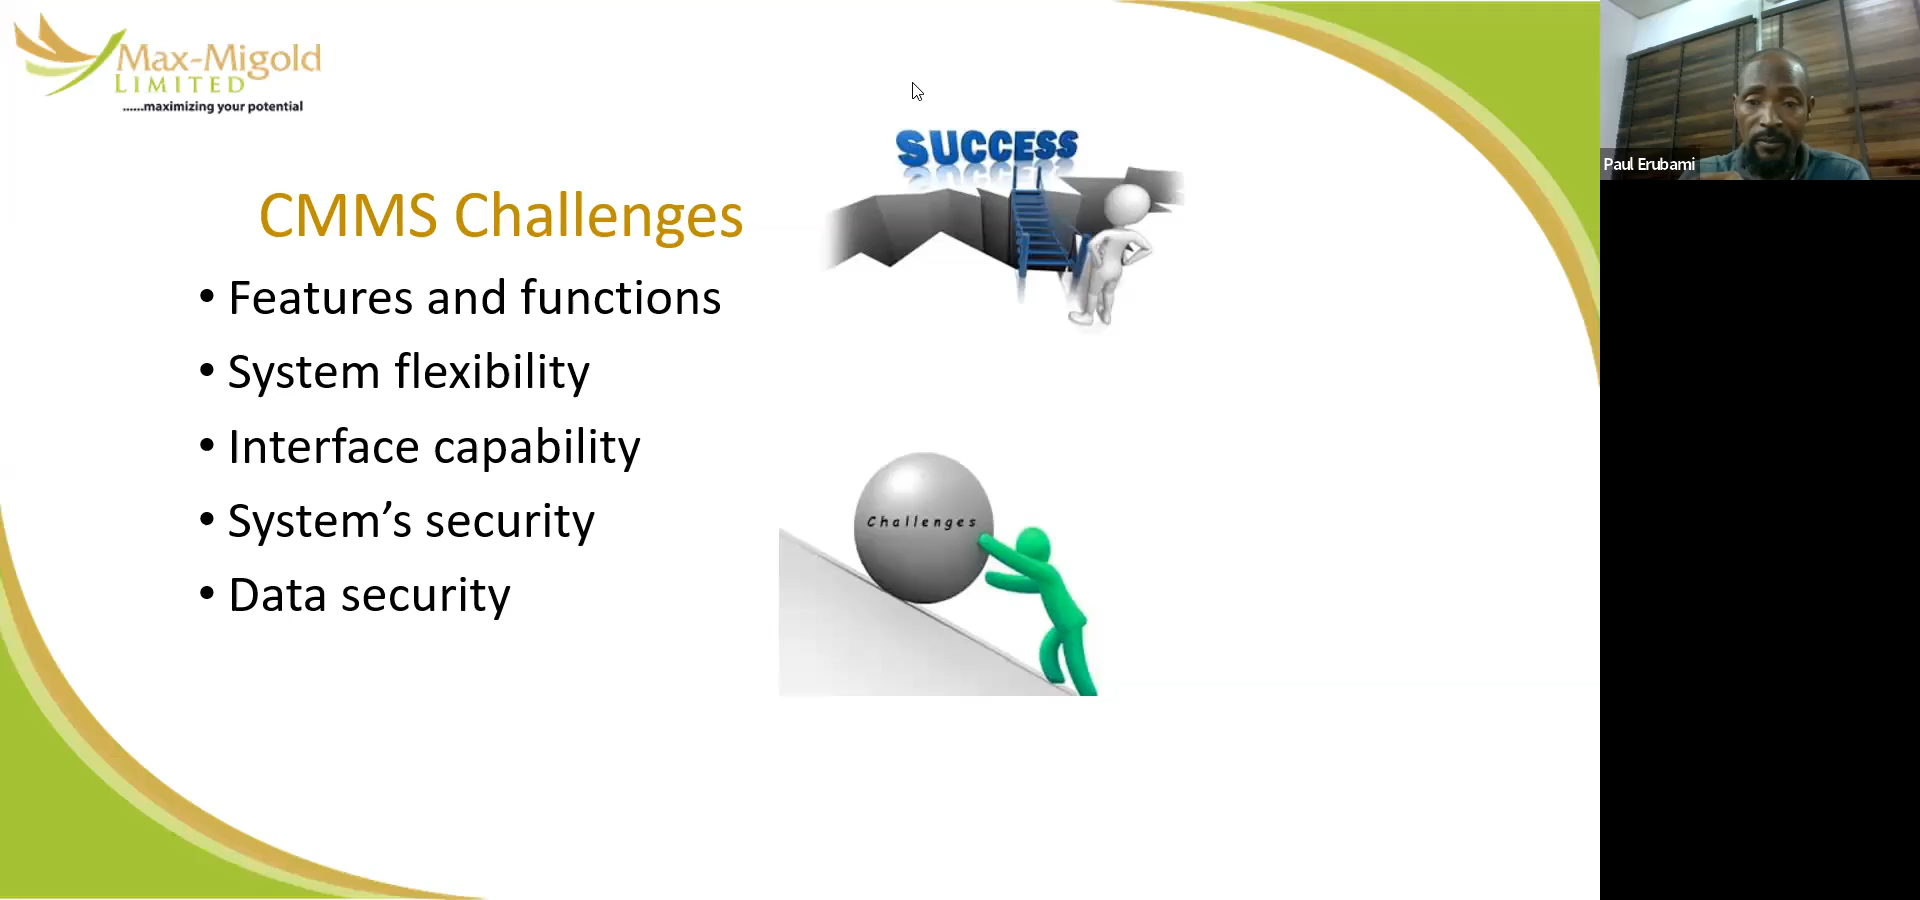 Max-Migold
LIMITED
......maximizing your potential
SUCCESS
Paul Erubami
CMMS Challenges
• Features and functions
• System flexibility
• Interface capability
• System’s security
• Data security
Challenges